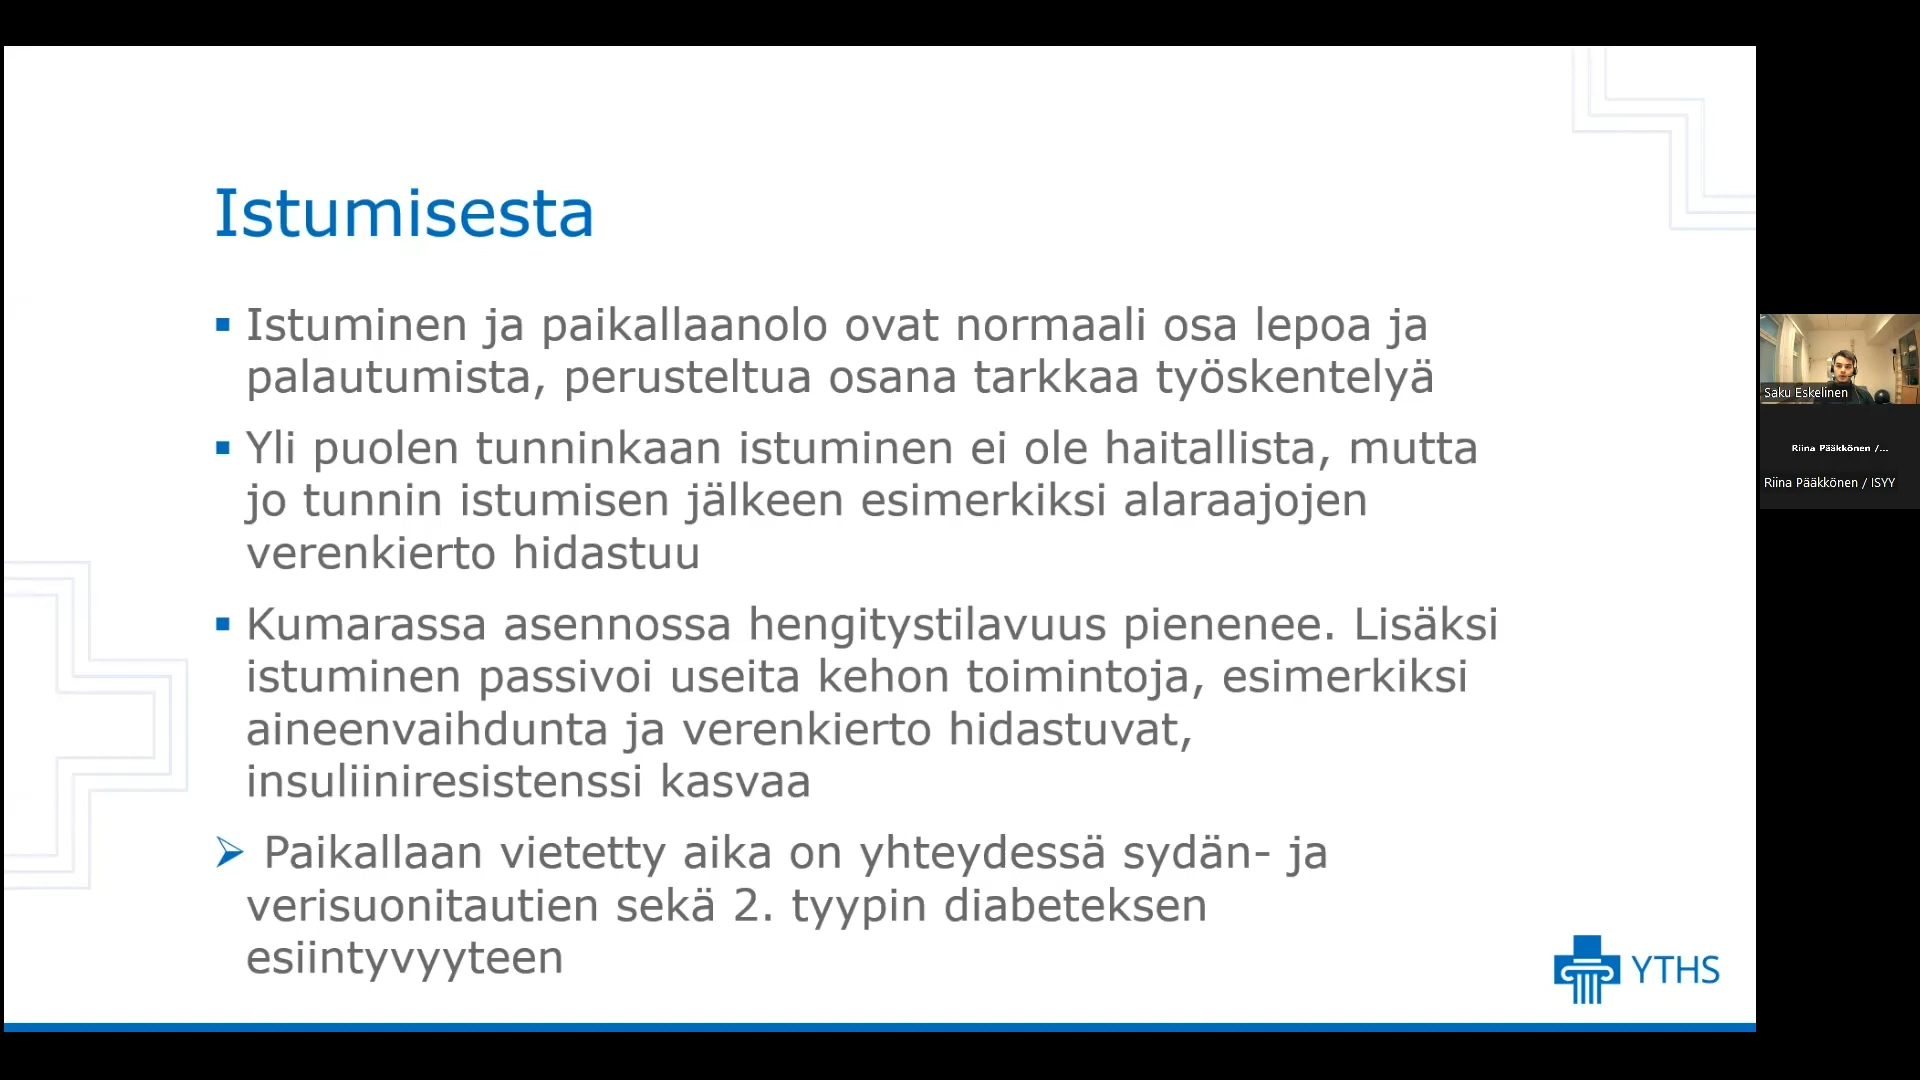 Istumisesta
▪ Istuminen ja paikallaanolo ovat normaali osa lepoa ja
palautumista, perusteltua osana tarkkaa työskentelyä
▪ Yli puolen tunninkaan istuminen ei ole haitallista, mutta
jo tunnin istumisen jälkeen esimerkiksi alaraajojen
verenkierto hidastuu
▪ Kumarassa asennossa hengitystilavuus pienenee. Lisäksi
istuminen passivoi useita kehon toimintoja, esimerkiksi
aineenvaihdunta ja verenkierto hidastuvat,
insuliiniresistenssi kasvaa
➢ Paikallaan vietetty aika on yhteydessä sydän- ja
verisuonitautien sekä 2. tyypin diabeteksen
esiintyvyyteen
YTHS
Saku Eskelinen
Riina Pääkkönen /...
Riina Pääkkönen / ISYY